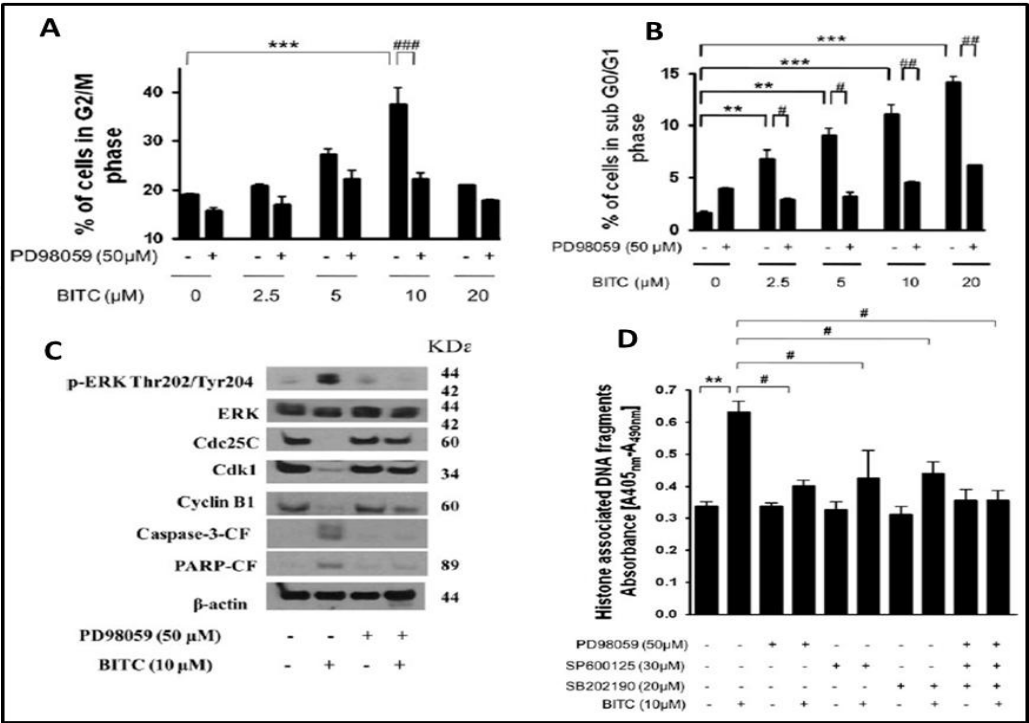 A
*** ###
% of cells in G2/M phase
40
30
20
10
PD98059 (50µM) - + - + - + - + - +
BITC (µM) 0 2.5 5 10 20
B
*** ##
*** ##
** #
** #
% of cells in sub G0/G1 phase
15
10
5
0
PD98059 (50 µM) - + - + - + - + - +
BITC (µM) 0 2.5 5 10 20
C
KDε
p-ERK Thr202/Tyr204 44
42
ERK 44
42
Cdc25C 60
Cdk1 34
Cyclin B1 60
Caspase-3-CF
PARP-CF 89
β-actin 44
PD98059 (50 µM) - - + +
BITC (10 µM) - + - +
D
#
#
#
** #
Histone associated DNA fragments
Absorbance [A405nm-A490nm]
0.7
0.6
0.5
0.4
0.3
0.2
0.1
0.0
PD98059 (50µM) - - + + - - - - + +
SP600125 (30µM) - - - - + + - - + +
SB202190 (20µM) - - - - - - + + + +
BITC (10µM) - + - + - + - + - +